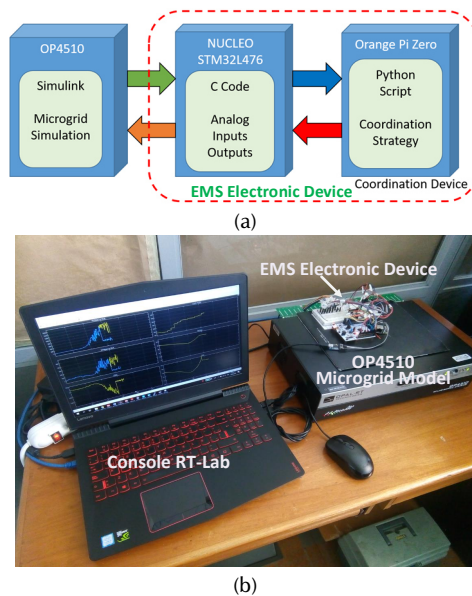 OP4510
Simulink
Microgrid
Simulation
NUCLEO
STM32L476
C Code
Analog
Inputs
Outputs
Orange Pi Zero
Python
Script
Coordination
Strategy
Coordination Device
EMS Electronic Device
(a)
EMS Electronic Device
OP4510
Microgrid Model
Console RT-Lab
(b)